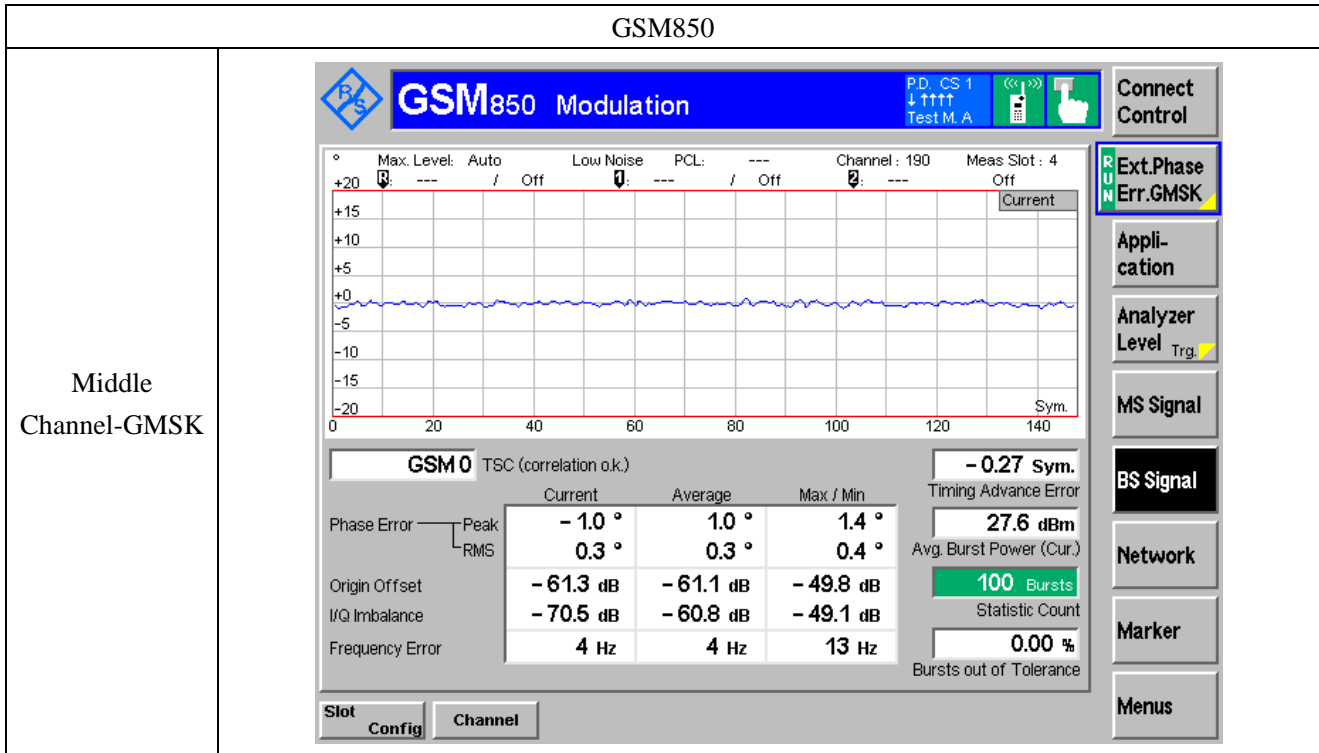 GSM850
Middle
Channel-GMSK
R&S
GSM850 Modulation
P.D. CS 1
↓ ↑↑↑↑
Test M. A
Connect
Control
° Max. Level: Auto Low Noise PCL: --- Channel : 190 Meas Slot : 4
R: --- / Off 1: --- / Off 2: --- Off
RUN
Ext.Phase
Err.GMSK
Current
+20
+15
+10
+5
+0
-5
-10
-15
-20
Sym.
0 20 40 60 80 100 120 140
Appli-
cation
Analyzer
Level Trg.
MS Signal
BS Signal
Network
Marker
Menus
GSM 0 TSC (correlation o.k.)
Current Average Max / Min
Phase Error Peak – 1.0 ° 1.0 ° 1.4 °
RMS 0.3 ° 0.3 ° 0.4 °
Origin Offset – 61.3 dB – 61.1 dB – 49.8 dB
I/Q Imbalance – 70.5 dB – 60.8 dB – 49.1 dB
Frequency Error 4 Hz 4 Hz 13 Hz
– 0.27 Sym.
Timing Advance Error
27.6 dBm
Avg. Burst Power (Cur.)
100 Bursts
Statistic Count
0.00 %
Bursts out of Tolerance
Slot
Config
Channel